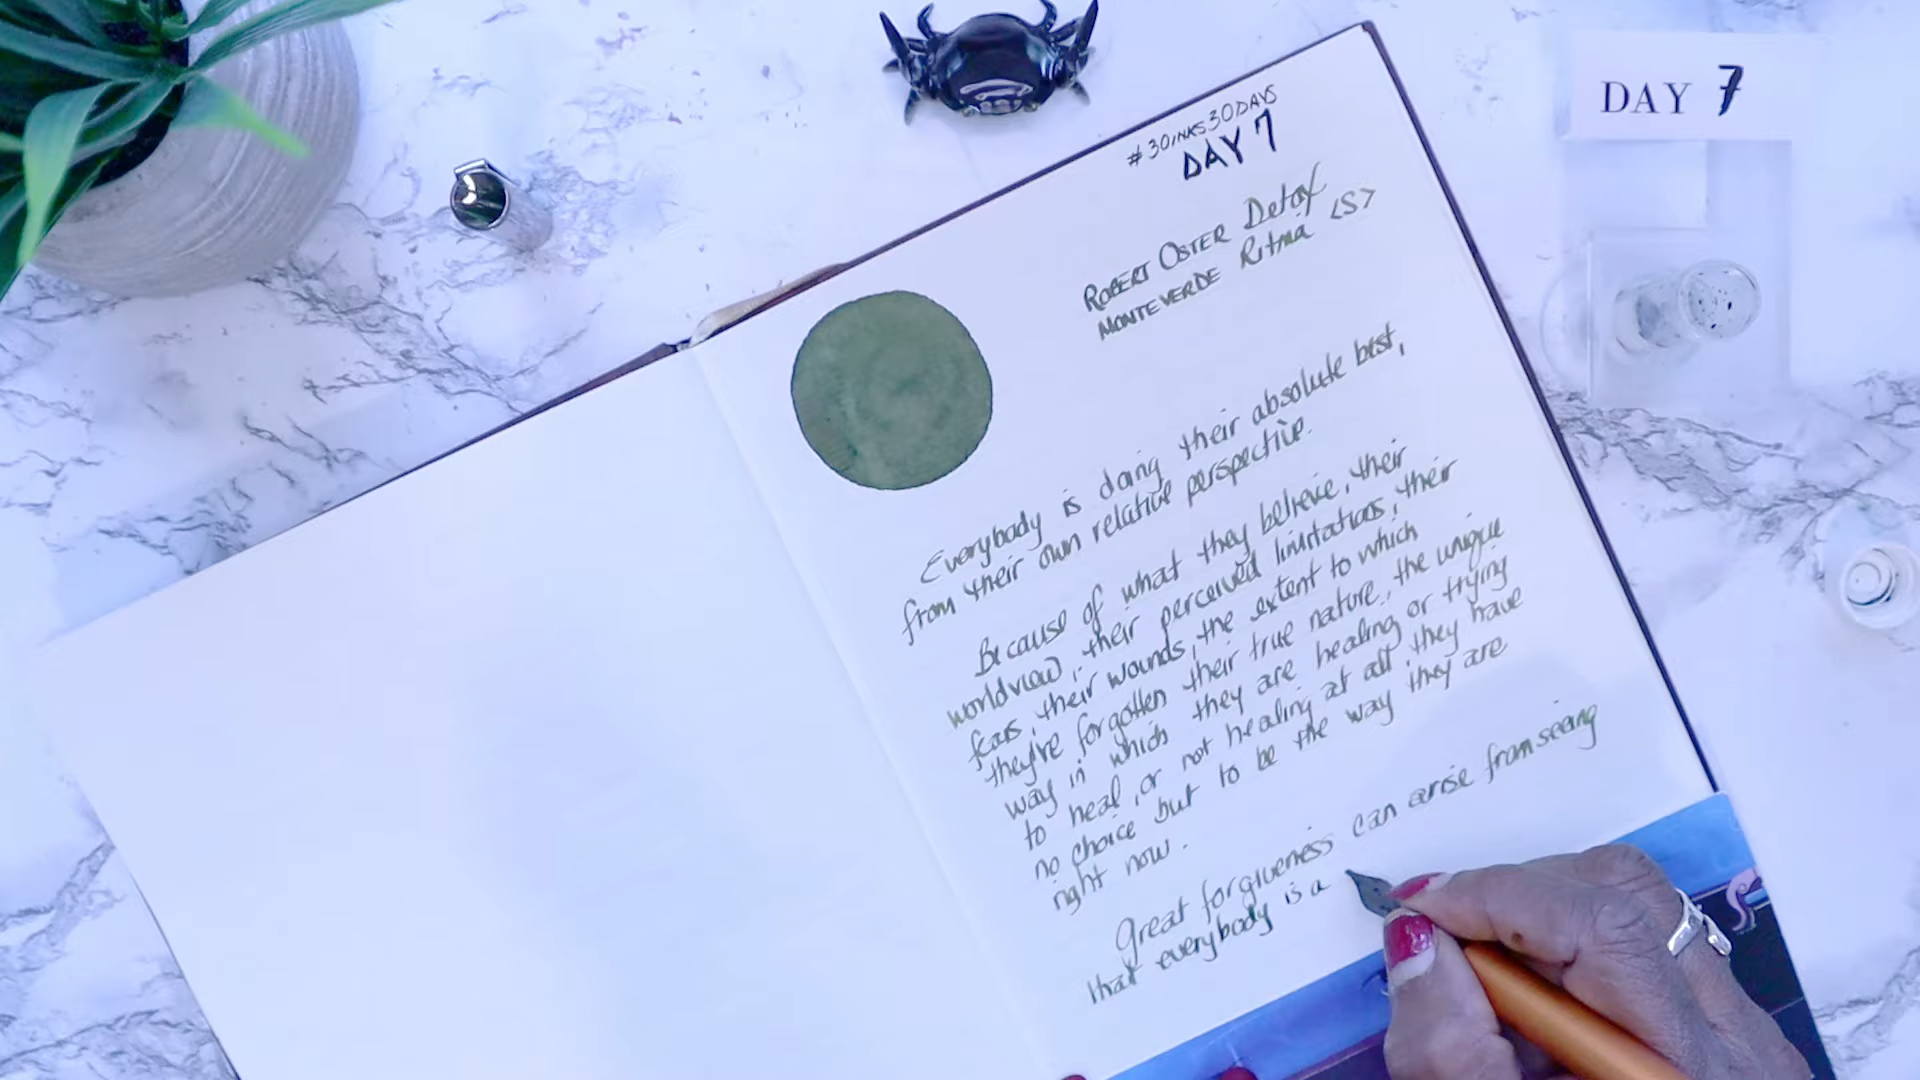 DAY 7
#30INKS30DAYS
DAY 7
ROBERT OSTER Detox
MONTEVERDE Ritma <S>
Everybody is doing their absolute best,
from their own relative perspective.
Because of what they believe, their
worldview, their perceived limitations, their
fears, their wounds, the extent to which
they've forgotten their true nature, the unique
way in which they are healing or trying
to heal, or not healing at all, they have
no choice but to be the way they are
right now.
Great forgiveness can arise from seeing
that everybody is a